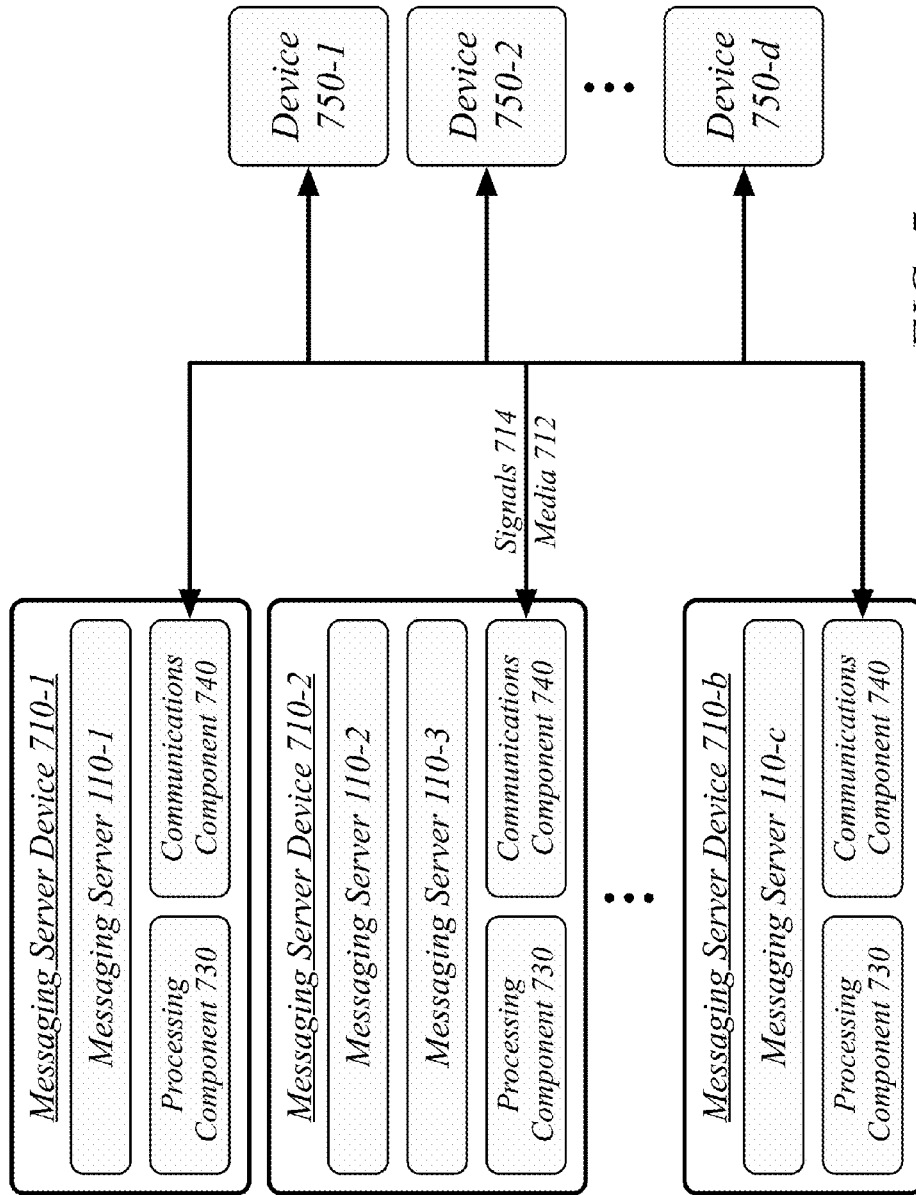 Messaging Server Device 710-1
Messaging Server 110-1
Processing
Component 730
Communications
Component 740
Messaging Server Device 710-2
Messaging Server 110-2
Messaging Server 110-3
Processing
Component 730
Communications
Component 740
Messaging Server Device 710-b
Messaging Server 110-c
Processing
Component 730
Communications
Component 740
Signals 714
Media 712
Device
750-1
Device
750-2
Device
750-d